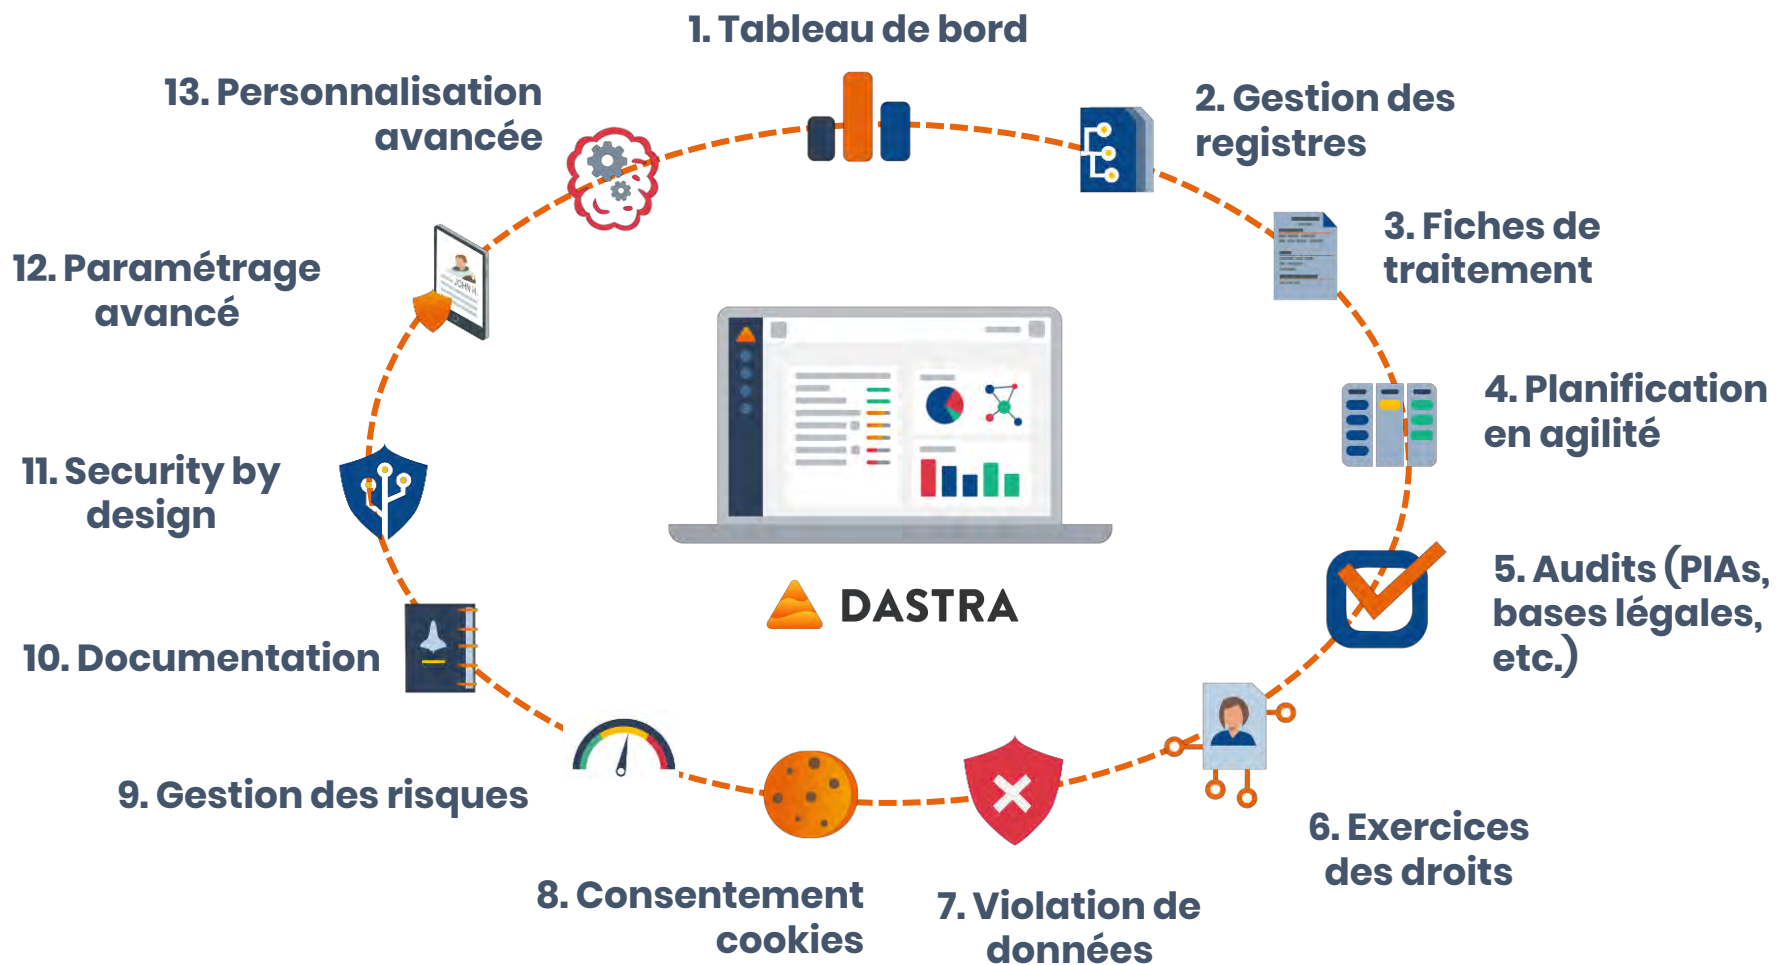 1. Tableau de bord
2. Gestion des
registres
3. Fiches de
traitement
4. Planification
en agilité
5. Audits (PIAs,
bases légales,
etc.)
6. Exercices
des droits
7. Violation de
données
8. Consentement
cookies
9. Gestion des risques
10. Documentation
11. Security by
design
12. Paramétrage
avancé
13. Personnalisation
avancée
JOHN H.
DASTRA